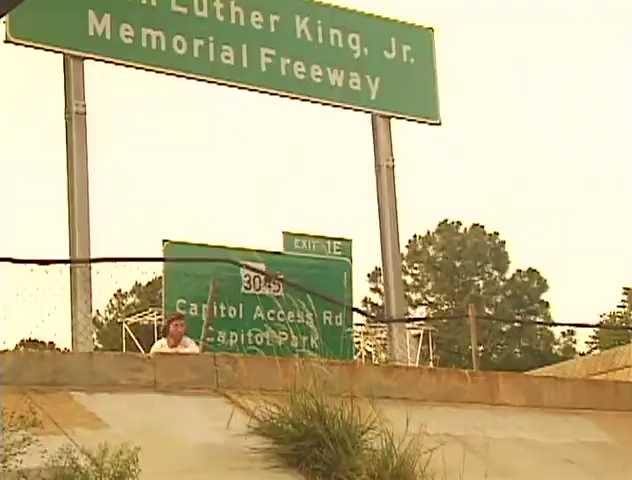 Luther King, Jr.
Memorial Freeway
EXIT 1E
3045
Capitol Access Rd
Capitol Park